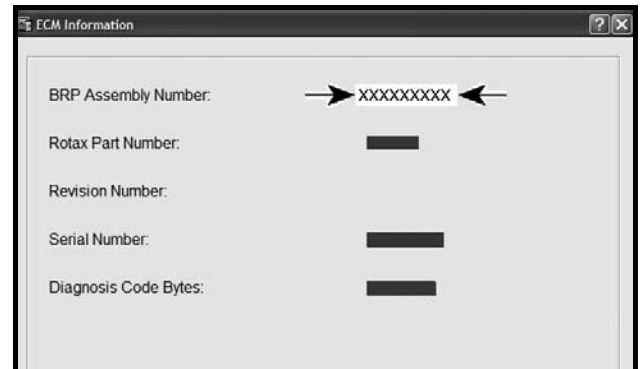 ECM Information
BRP Assembly Number: XXXXXXXXX
Rotax Part Number:
Revision Number:
Serial Number:
Diagnosis Code Bytes: